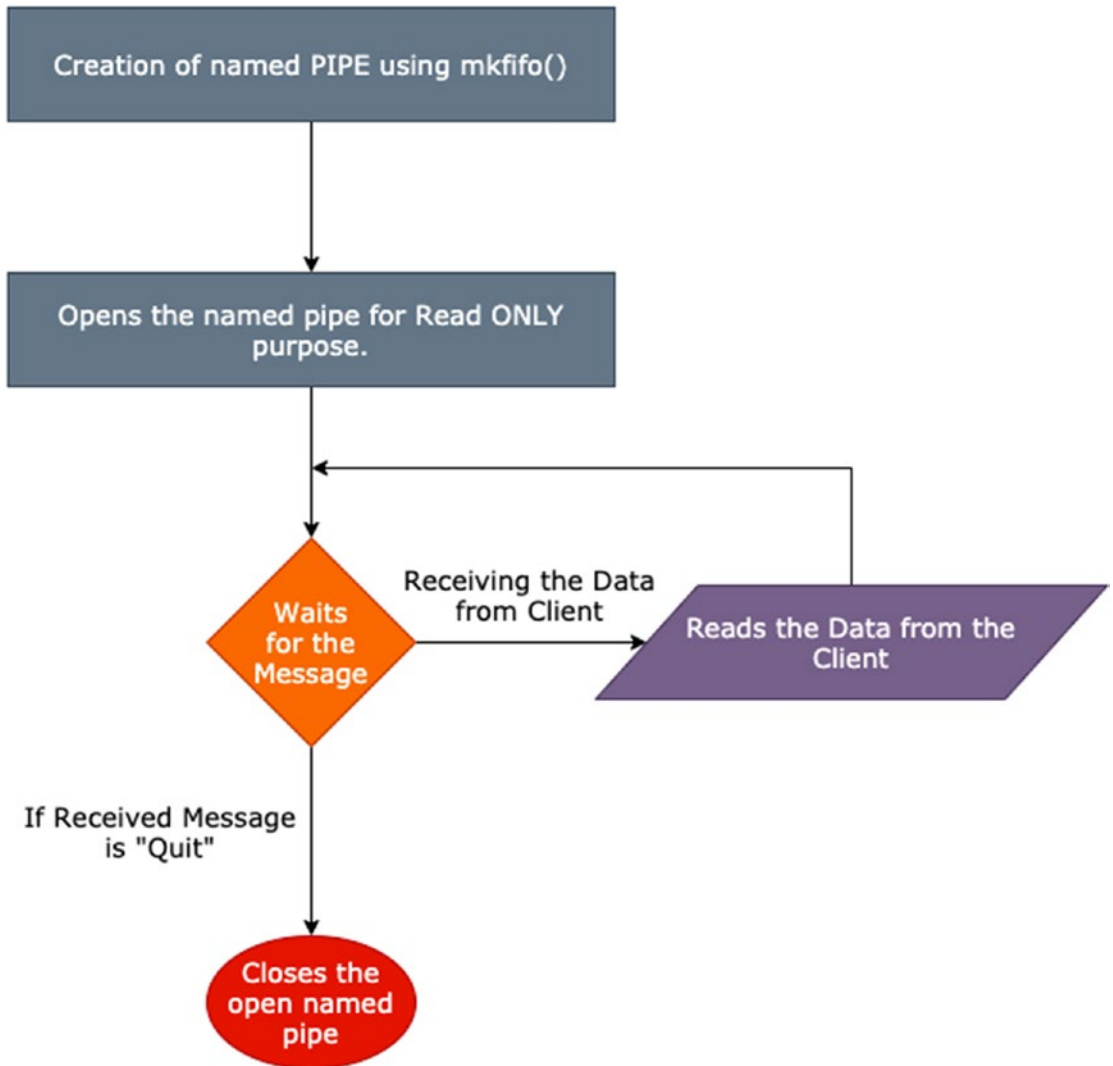 Creation of named PIPE using mkfifo()
Opens the named pipe for Read ONLY
purpose.
Waits
for the
Message
Receiving the Data
from Client
Reads the Data from the
Client
If Received Message
is "Quit"
Closes the
open named
pipe